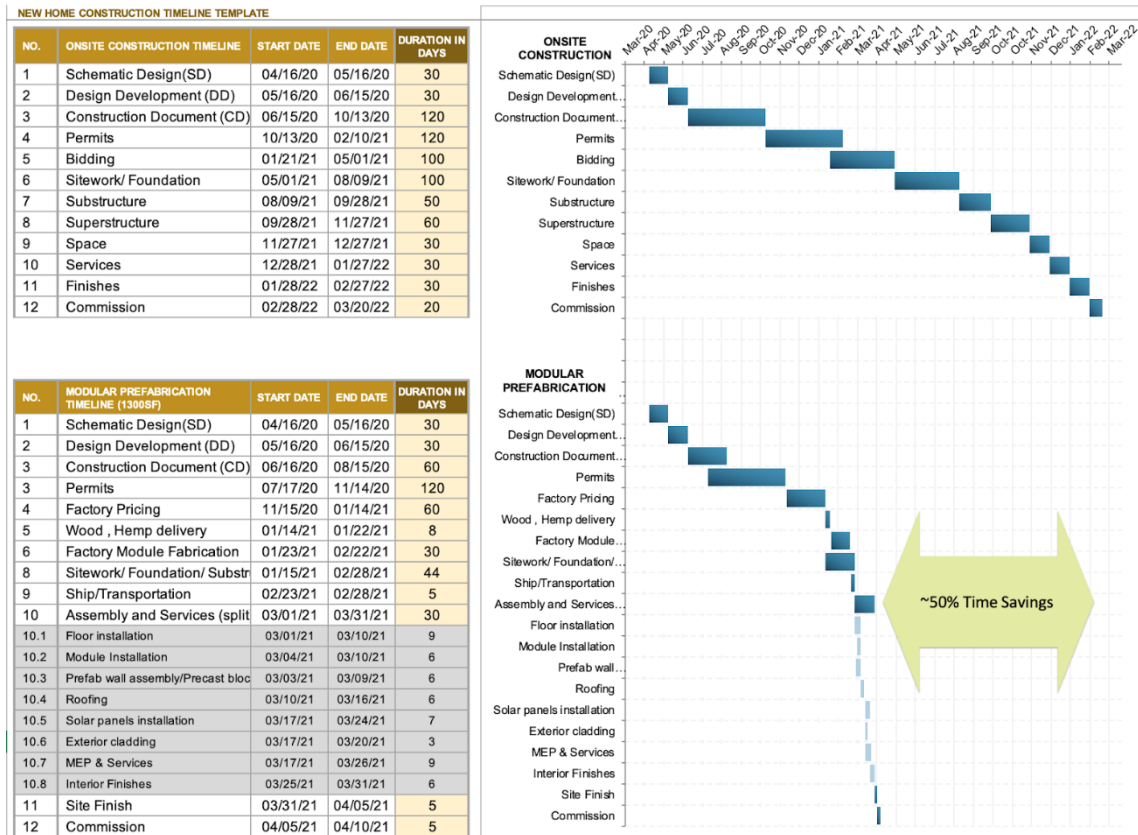 NEW HOME CONSTRUCTION TIMELINE TEMPLATE
NO. ONSITE CONSTRUCTION TIMELINE START DATE END DATE DURATION IN DAYS
1 Schematic Design(SD) 04/16/20 05/16/20 30
2 Design Development (DD) 05/16/20 06/15/20 30
3 Construction Document (CD) 06/15/20 10/13/20 120
4 Permits 10/13/20 02/10/21 120
5 Bidding 01/21/21 05/01/21 100
6 Sitework/ Foundation 05/01/21 08/09/21 100
7 Substructure 08/09/21 09/28/21 50
8 Superstructure 09/28/21 11/27/21 60
9 Space 11/27/21 12/27/21 30
10 Services 12/28/21 01/27/22 30
11 Finishes 01/28/22 02/27/22 30
12 Commission 02/28/22 03/20/22 20
NO. MODULAR PREFABRICATION TIMELINE (1300SF) START DATE END DATE DURATION IN DAYS
1 Schematic Design(SD) 04/16/20 05/16/20 30
2 Design Development (DD) 05/16/20 06/15/20 30
3 Construction Document (CD) 06/16/20 08/15/20 60
3 Permits 07/17/20 11/14/20 120
4 Factory Pricing 11/15/20 01/14/21 60
5 Wood , Hemp delivery 01/14/21 01/22/21 8
6 Factory Module Fabrication 01/23/21 02/22/21 30
8 Sitework/ Foundation/ Substr 01/15/21 02/28/21 44
9 Ship/Transportation 02/23/21 02/28/21 5
10 Assembly and Services (split 03/01/21 03/31/21 30
10.1 Floor installation 03/01/21 03/10/21 9
10.2 Module Installation 03/04/21 03/10/21 6
10.3 Prefab wall assembly/Precast bloc 03/03/21 03/09/21 6
10.4 Roofing 03/10/21 03/16/21 6
10.5 Solar panels installation 03/17/21 03/24/21 7
10.6 Exterior cladding 03/17/21 03/20/21 3
10.7 MEP & Services 03/17/21 03/26/21 9
10.8 Interior Finishes 03/25/21 03/31/21 6
11 Site Finish 03/31/21 04/05/21 5
12 Commission 04/05/21 04/10/21 5
Mar-20 Apr-20 May-20 Jun-20 Jul-20 Aug-20 Sep-20 Oct-20 Nov-20 Dec-20 Jan-21 Feb-21 Mar-21 Apr-21 May-21 Jun-21 Jul-21 Aug-21 Sep-21 Oct-21 Oct-21 Nov-21 Dec-21 Jan-22 Feb-22 Mar-22
ONSITE
CONSTRUCTION
Schematic Design(SD)
Design Development...
Construction Document...
Permits
Bidding
Sitework/ Foundation
Substructure
Superstructure
Space
Services
Finishes
Commission
MODULAR
PREFABRICATION
Schematic Design(SD)
Design Development...
Construction Document...
Permits
Factory Pricing
Wood , Hemp delivery
Factory Module...
Sitework/ Foundation/...
Ship/Transportation
Assembly and Services...
Floor installation
Module Installation
Prefab wall...
Roofing
Solar panels installation
Exterior cladding
MEP & Services
Interior Finishes
Site Finish
Commission
~50% Time Savings